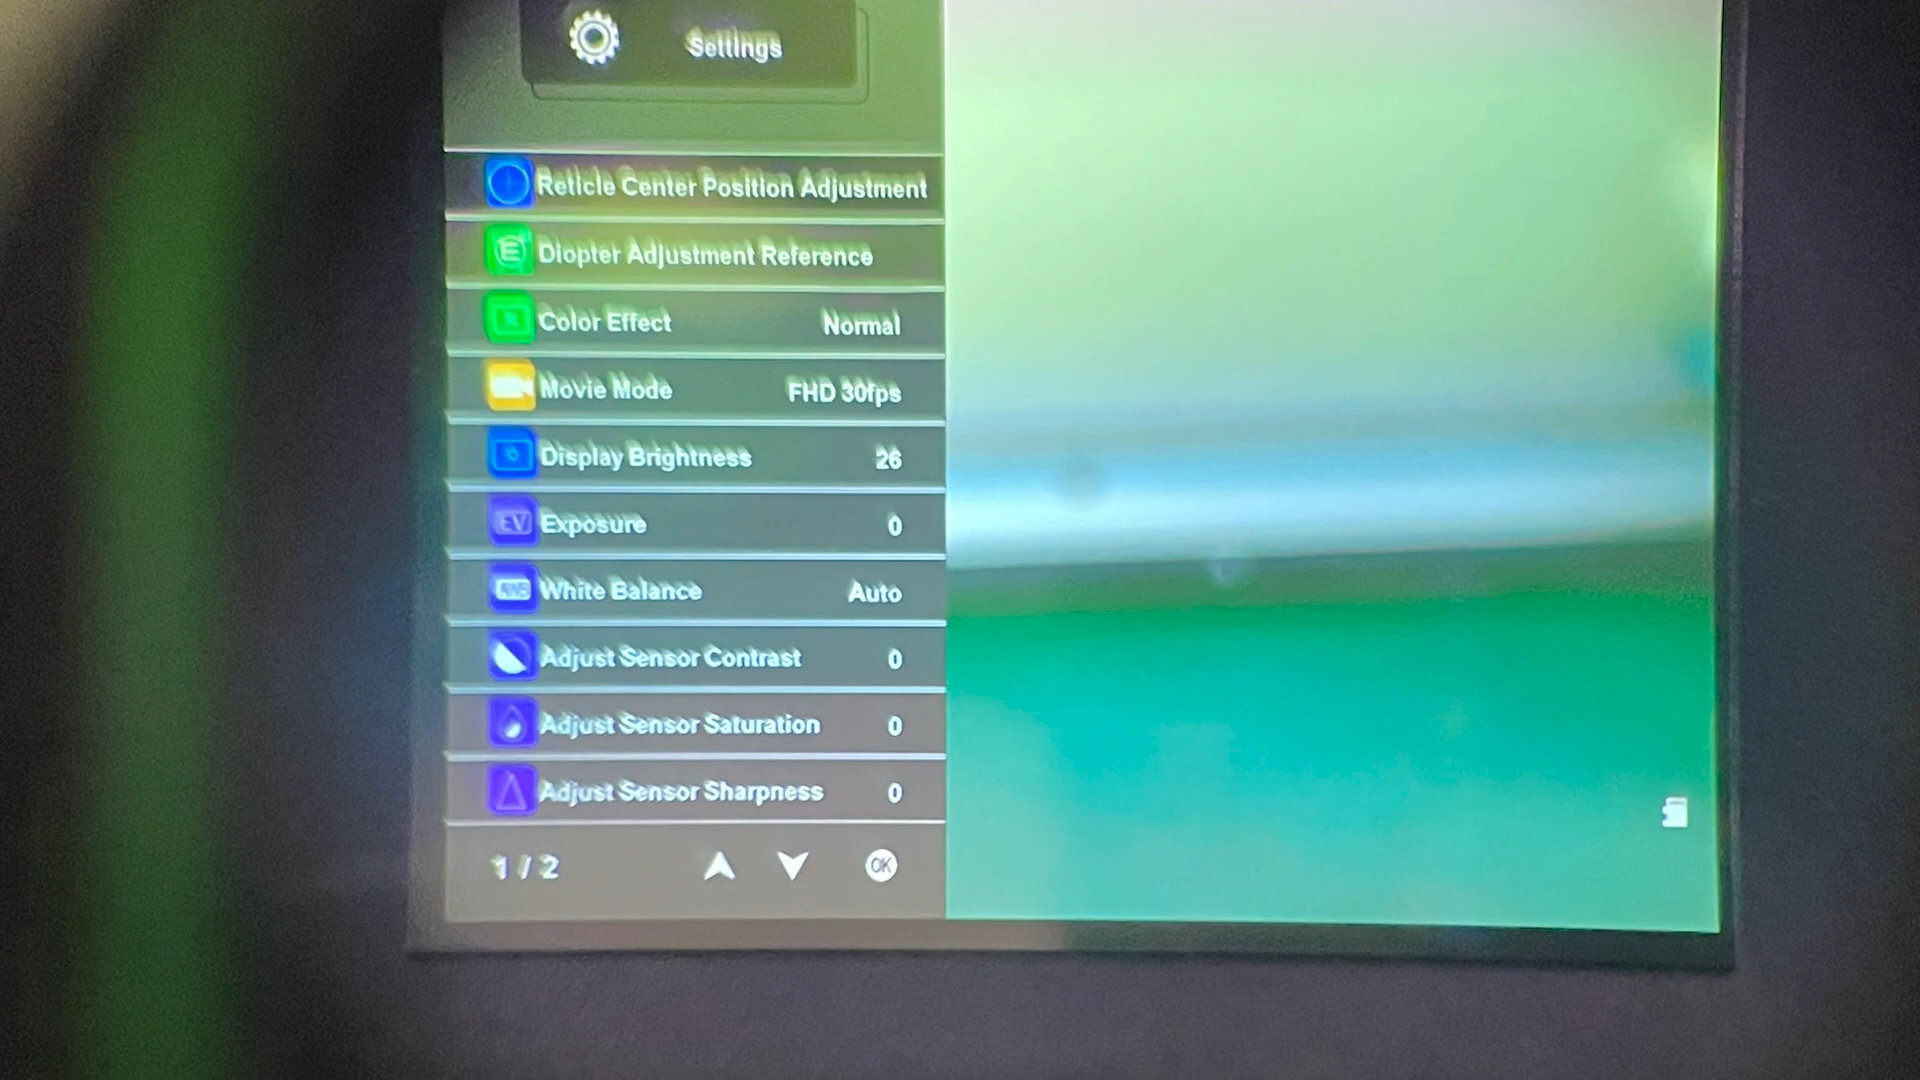 Settings
Reticle Center Position Adjustment
Diopter Adjustment Reference
Color Effect Normal
Movie Mode FHD 30fps
Display Brightness 26
EV Exposure 0
AWB White Balance Auto
Adjust Sensor Contrast 0
Adjust Sensor Saturation 0
Adjust Sensor Sharpness 0
1 / 2 OK